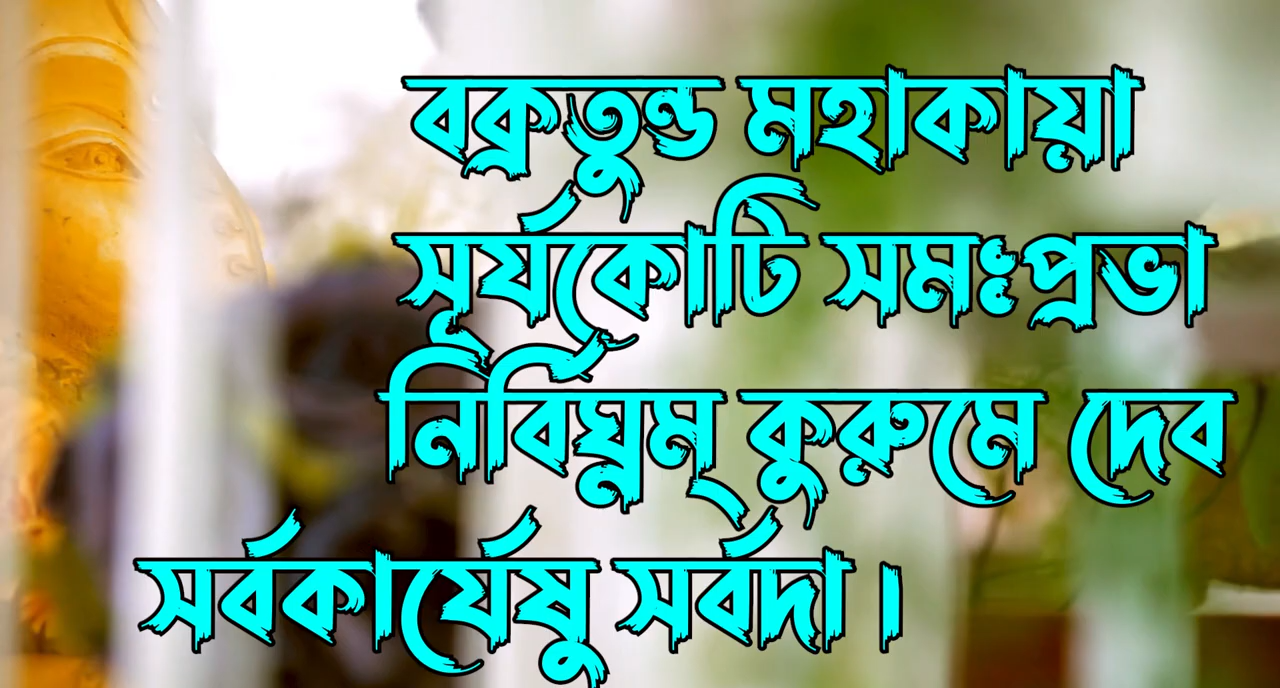 বক্রতুন্ড মহাকায়া
সূর্যকোটি সমঃপ্রভা
নির্বিঘ্নম্ কুরুমে দেব
সর্বকার্যেষু সর্বদা।